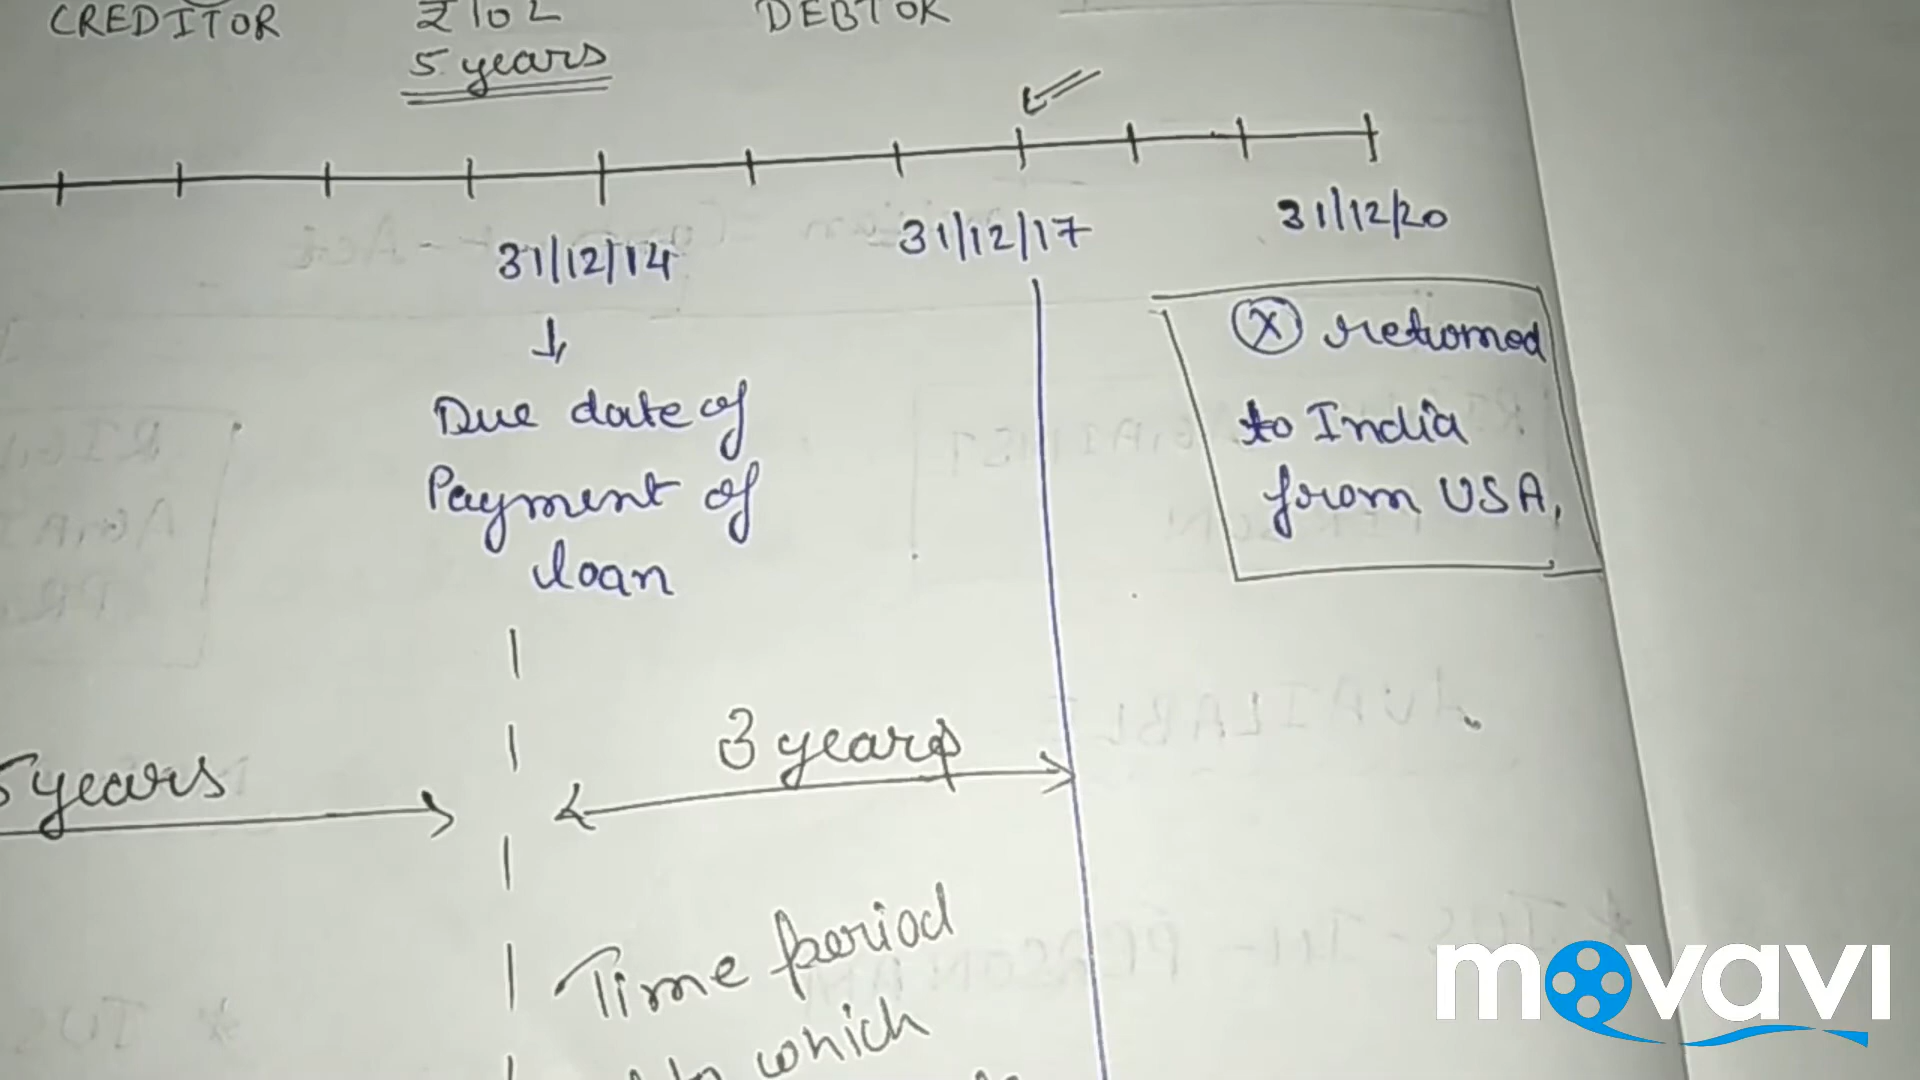 CREDITOR ₹10L DEBTOR
5 years
31/12/14 31/12/17 31/12/20
Due date of
Payment of
loan
X returned
to India
from USA,
5 years
3 years
Time period
which
movavi